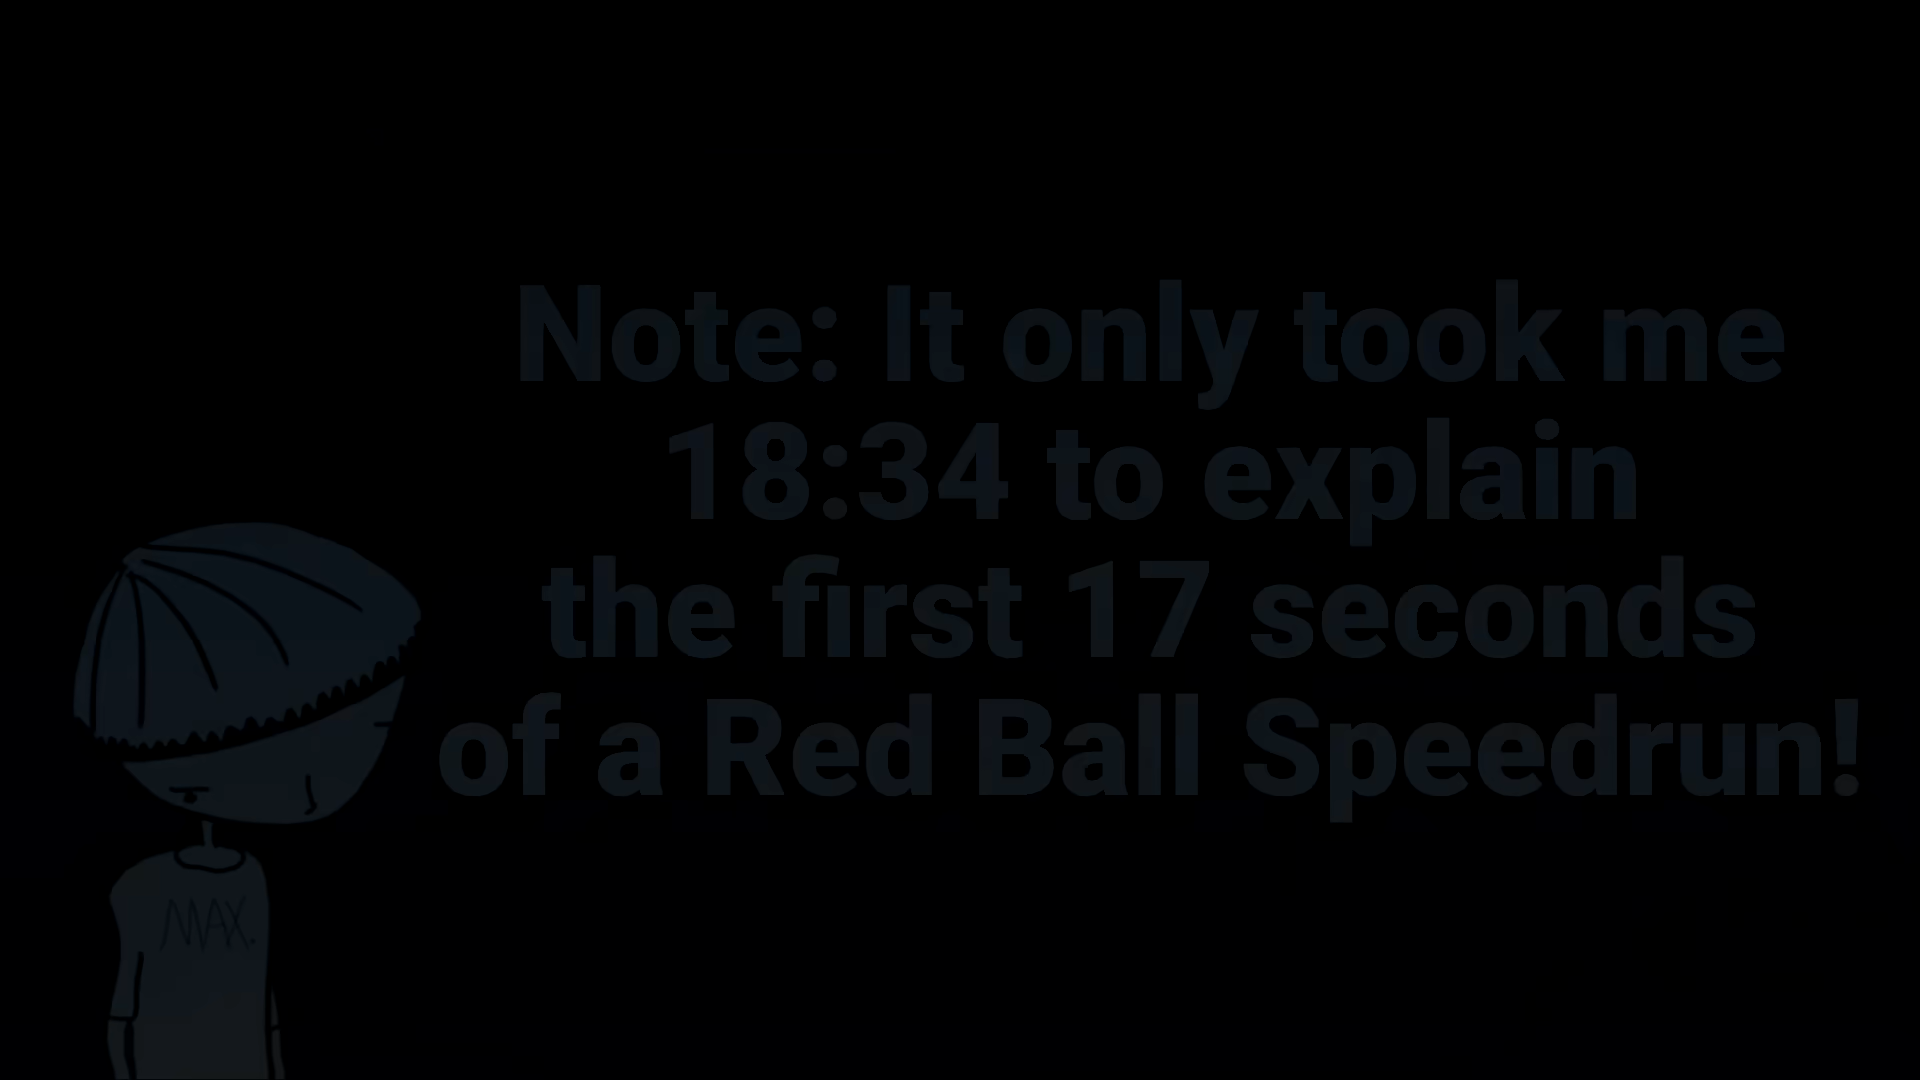 Note: It only took me
18:34 to explain
the first 17 seconds
of a Red Ball Speedrun!
MAX.